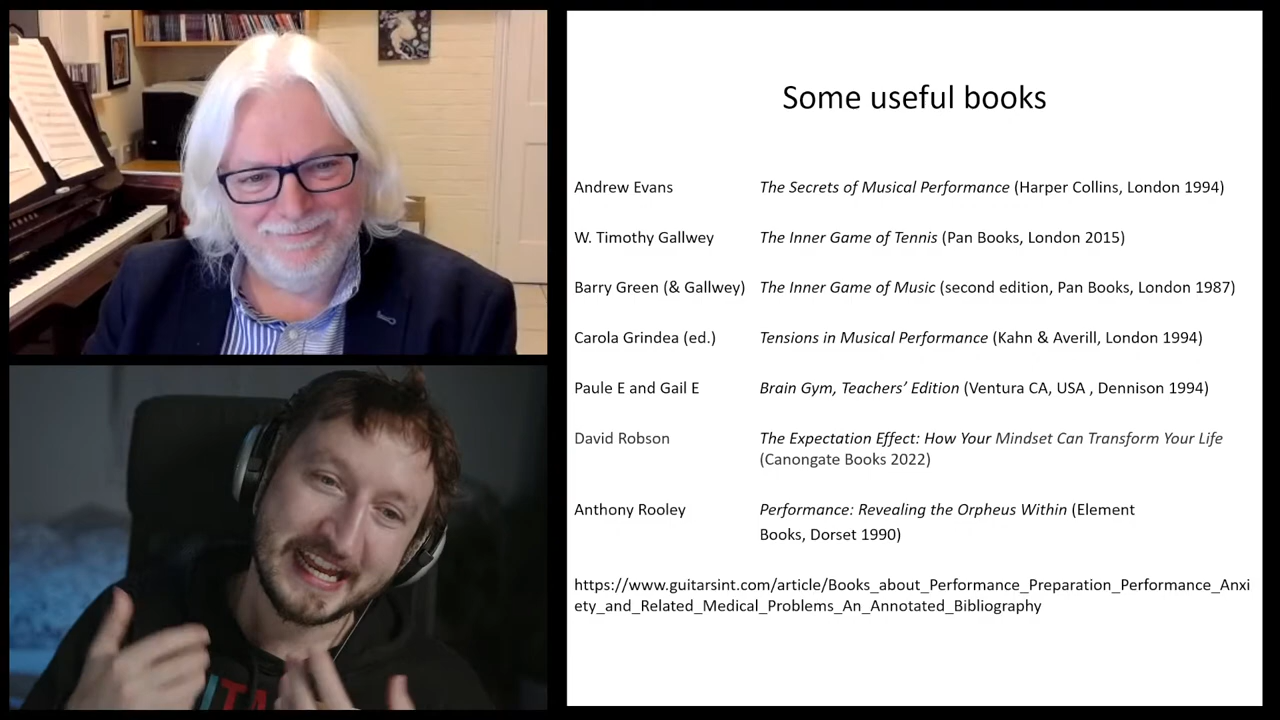 Some useful books
Andrew Evans The Secrets of Musical Performance (Harper Collins, London 1994)
W. Timothy Gallwey The Inner Game of Tennis (Pan Books, London 2015)
Barry Green (& Gallwey) The Inner Game of Music (second edition, Pan Books, London 1987)
Carola Grindea (ed.) Tensions in Musical Performance (Kahn & Averill, London 1994)
Paule E and Gail E Brain Gym, Teachers’ Edition (Ventura CA, USA , Dennison 1994)
David Robson The Expectation Effect: How Your Mindset Can Transform Your Life
(Canongate Books 2022)
Anthony Rooley Performance: Revealing the Orpheus Within (Element
Books, Dorset 1990)
https://www.guitarsint.com/article/Books_about_Performance_Preparation_Performance_Anxi
ety_and_Related_Medical_Problems_An_Annotated_Bibliography